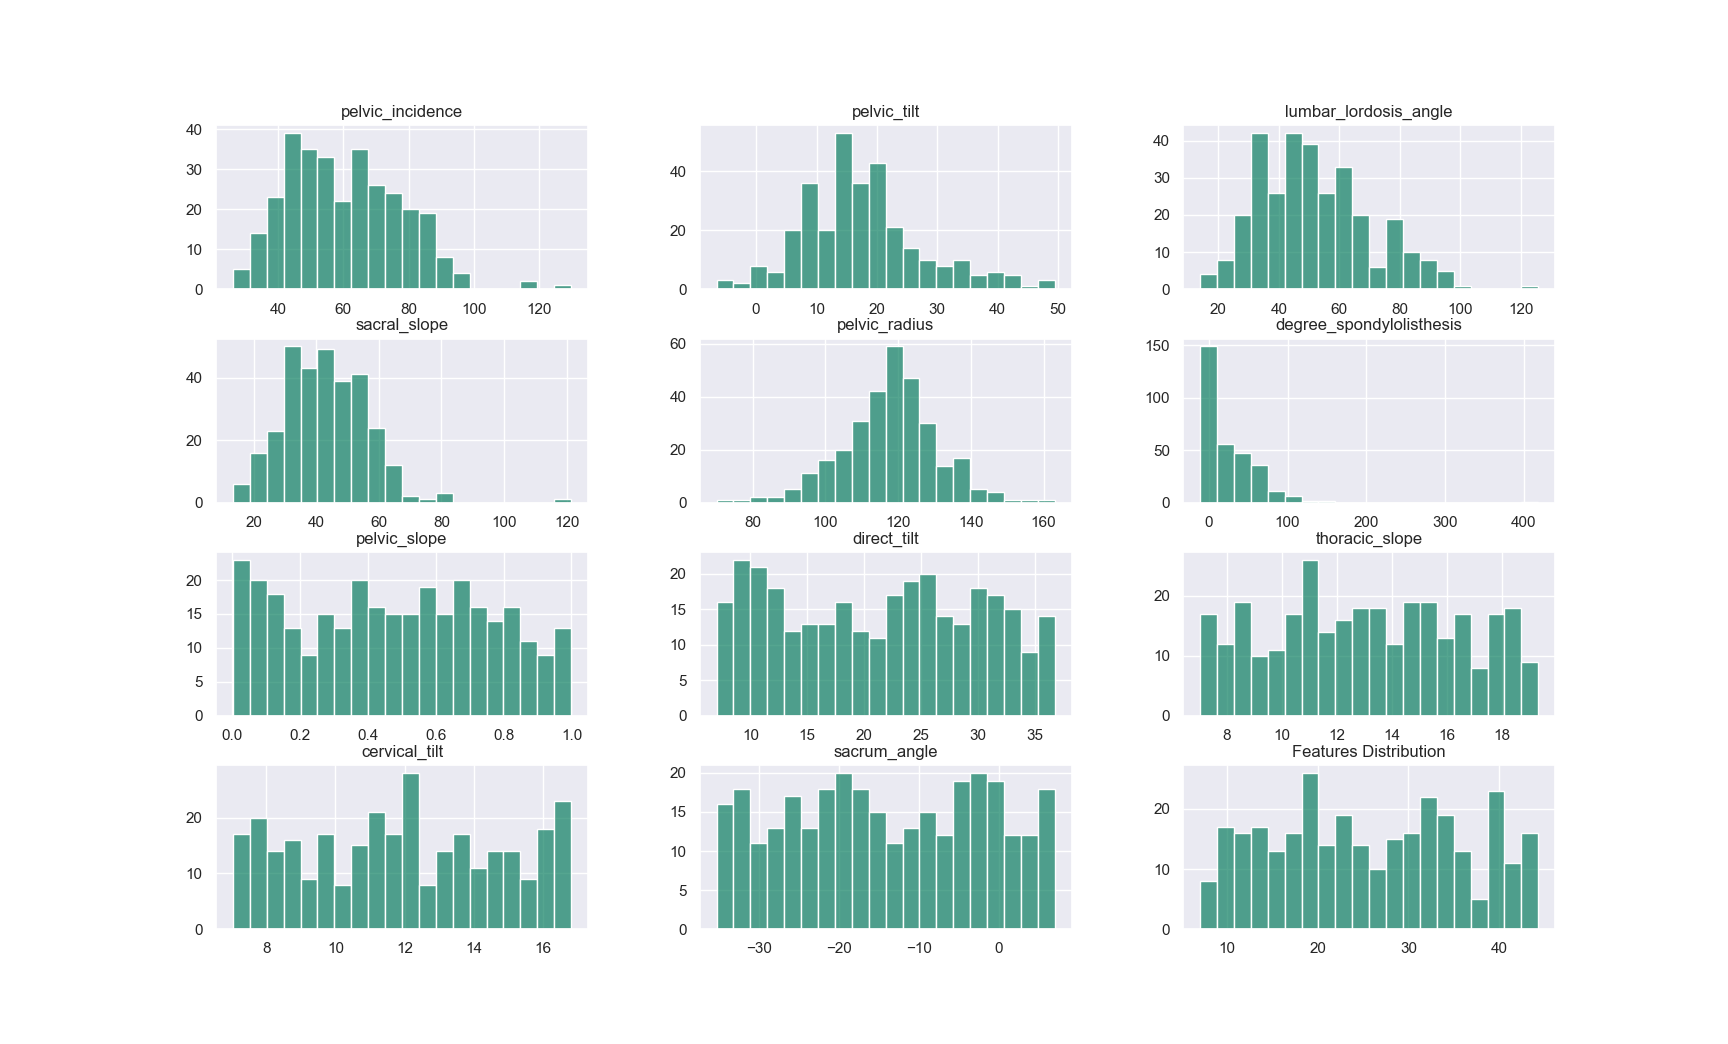 pelvic_incidence
40
30
20
10
0
40 60 80 100 120
pelvic_tilt
40
20
0
0 10 20 30 40 50
lumbar_lordosis_angle
40
30
20
10
0
20 40 60 80 100 120
sacral_slope
40
20
0
20 40 60 80 100 120
pelvic_radius
60
40
20
0
80 100 120 140 160
degree_spondylolisthesis
150
100
50
0
0 100 200 300 400
pelvic_slope
20
15
10
5
0
0.0 0.2 0.4 0.6 0.8 1.0
direct_tilt
20
15
10
5
0
10 15 20 25 30 35
thoracic_slope
20
10
0
8 10 12 14 16 18
cervical_tilt
20
10
0
8 10 12 14 16
sacrum_angle
20
15
10
5
0
−30 −20 −10 0
Features Distribution
20
10
0
10 20 30 40